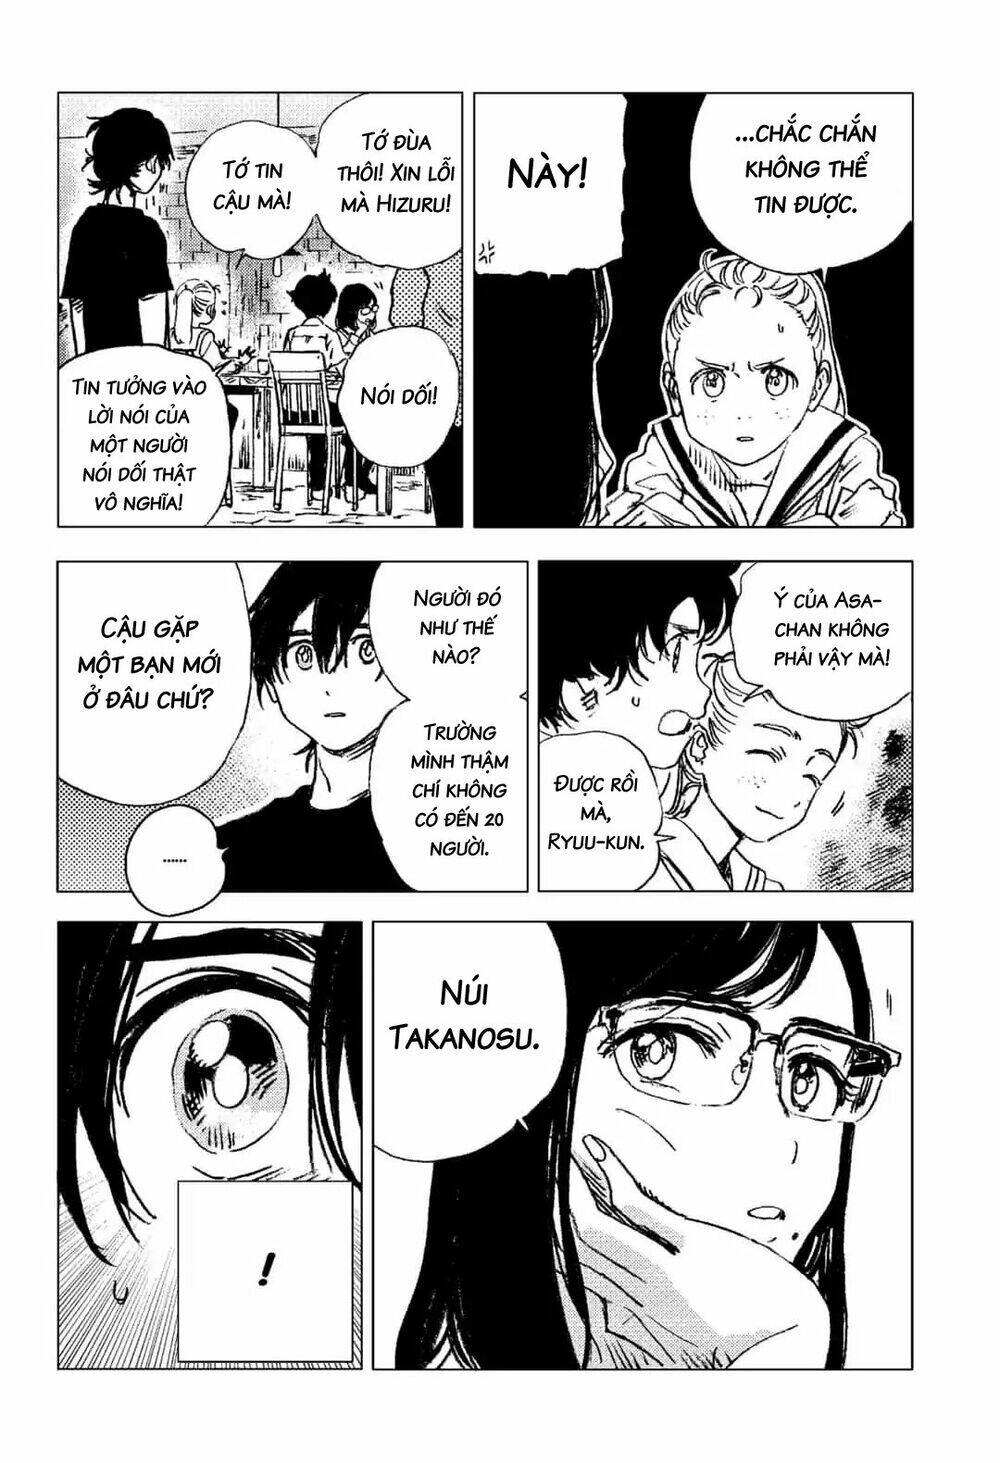 ...CHẮC CHẮN
KHÔNG THỂ
TIN ĐƯỢC.
NÀY!
TỚ ĐÙA
THÔI! XIN LỖI
MÀ HIZURU!
TỚ TIN
CẬU MÀ!
NÓI DỐI!
TIN TƯỞNG VÀO
LỜI NÓI CỦA
MỘT NGƯỜI
NÓI DỐI THẬT
VÔ NGHĨA!
Ý CỦA ASA-
CHAN KHÔNG
PHẢI VẬY MÀ!
ĐƯỢC RỒI
MÀ,
RYUU-KUN.
NGƯỜI ĐÓ
NHƯ THẾ
NÀO?
TRƯỜNG
MÌNH THẬM
CHÍ KHÔNG
CÓ ĐẾN 20
NGƯỜI.
CẬU GẶP
MỘT BẠN MỚI
Ở ĐÂU CHỨ?
......
NÚI
TAKANOSU.
!